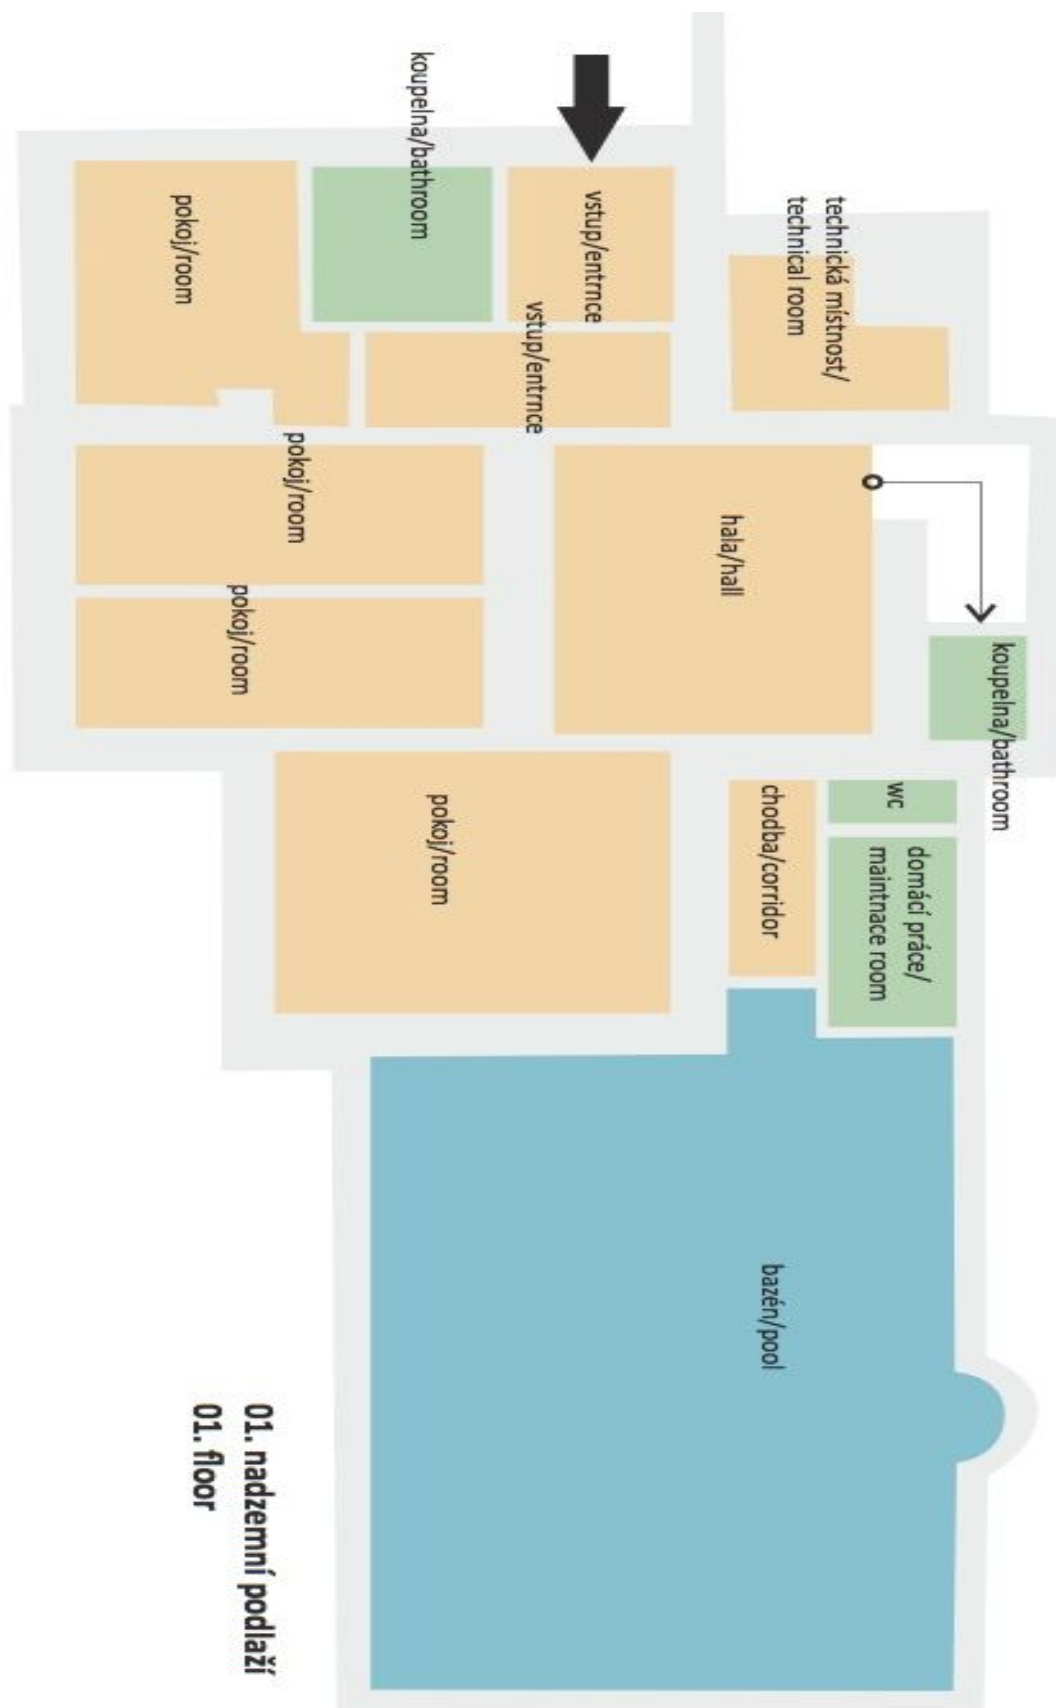 koupelna/bathroom
vstup/entrnce
technická místnost/
technical room
pokoj/room
vstup/entrnce
pokoj/room
hala/hall
pokoj/room
koupelna/bathroom
pokoj/room
chodba/corridor
wc
domácí práce/
maintnace room
bazén/pool
01. nadzemní podlaží
01. floor